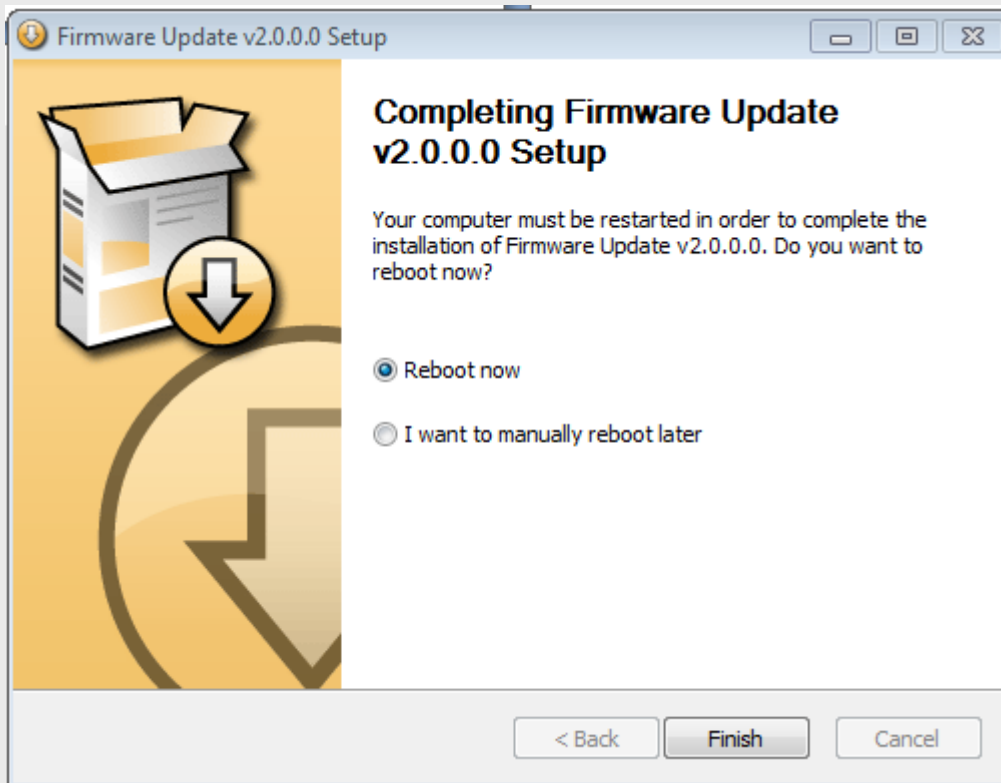 Firmware Update v2.0.0.0 Setup
Completing Firmware Update
v2.0.0.0 Setup
Your computer must be restarted in order to complete the
installation of Firmware Update v2.0.0.0. Do you want to
reboot now?
Reboot now
I want to manually reboot later
< Back
Finish
Cancel